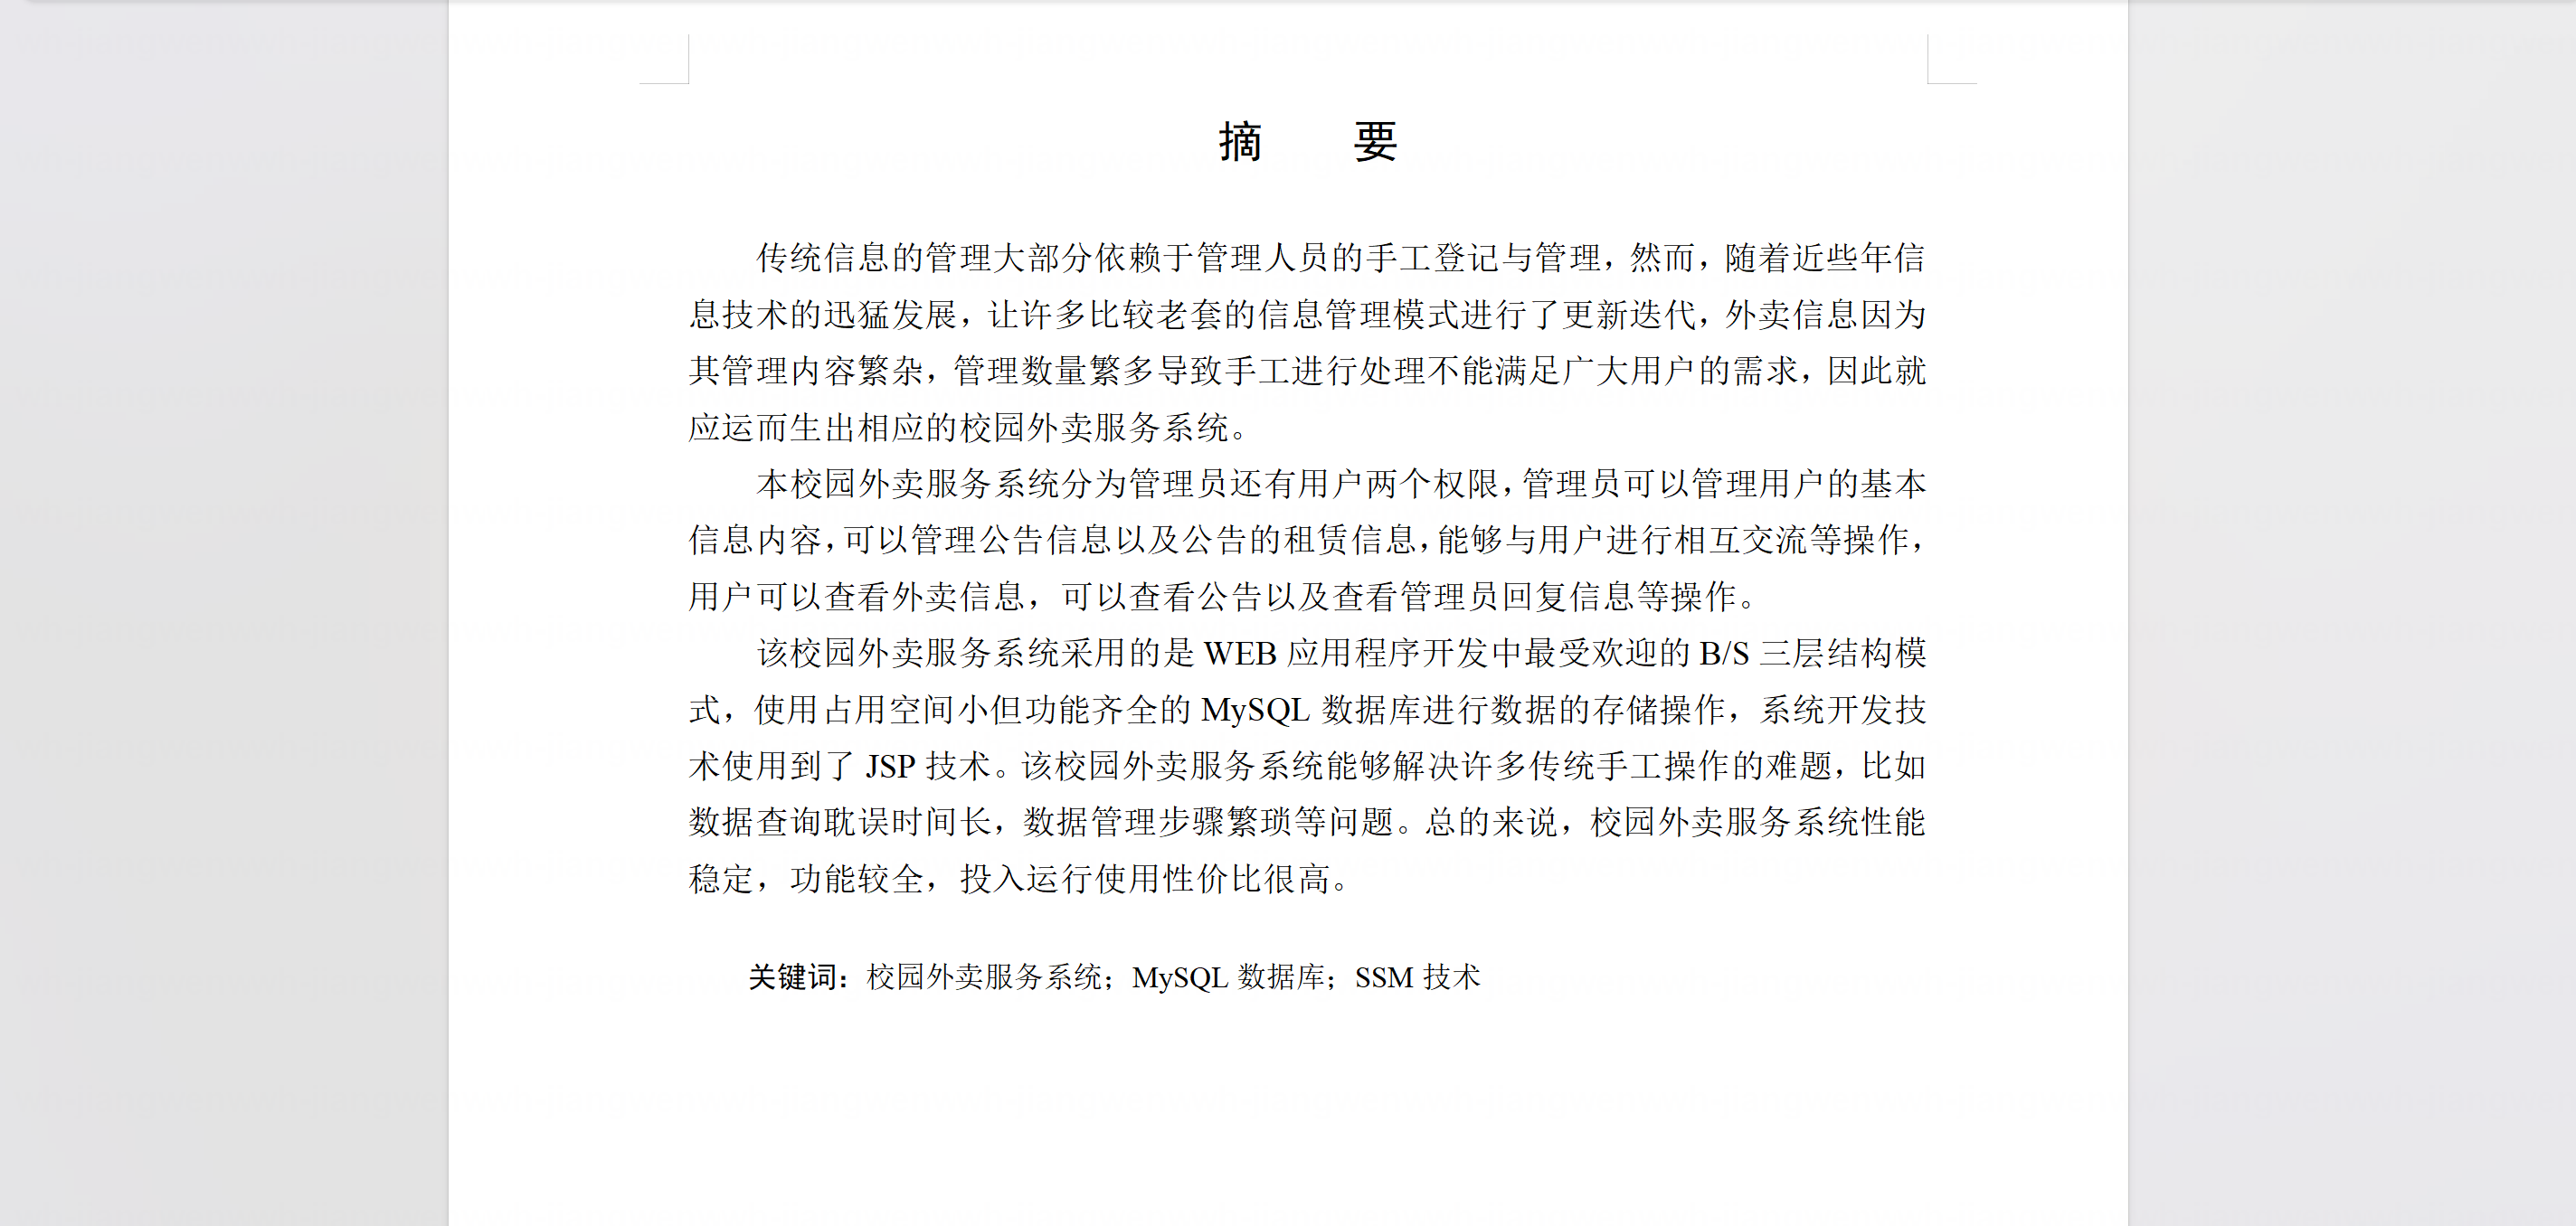 摘 要
传统信息的管理大部分依赖于管理人员的手工登记与管理，然而，随着近些年信
息技术的迅猛发展，让许多比较老套的信息管理模式进行了更新迭代，外卖信息因为
其管理内容繁杂，管理数量繁多导致手工进行处理不能满足广大用户的需求，因此就
应运而生出相应的校园外卖服务系统。
本校园外卖服务系统分为管理员还有用户两个权限，管理员可以管理用户的基本
信息内容，可以管理公告信息以及公告的租赁信息，能够与用户进行相互交流等操作，
用户可以查看外卖信息，可以查看公告以及查看管理员回复信息等操作。
该校园外卖服务系统采用的是 WEB 应用程序开发中最受欢迎的 B/S 三层结构模
式，使用占用空间小但功能齐全的 MySQL 数据库进行数据的存储操作，系统开发技
术使用到了 JSP 技术。该校园外卖服务系统能够解决许多传统手工操作的难题，比如
数据查询耽误时间长，数据管理步骤繁琐等问题。总的来说，校园外卖服务系统性能
稳定，功能较全，投入运行使用性价比很高。
关键词：校园外卖服务系统；MySQL 数据库；SSM 技术